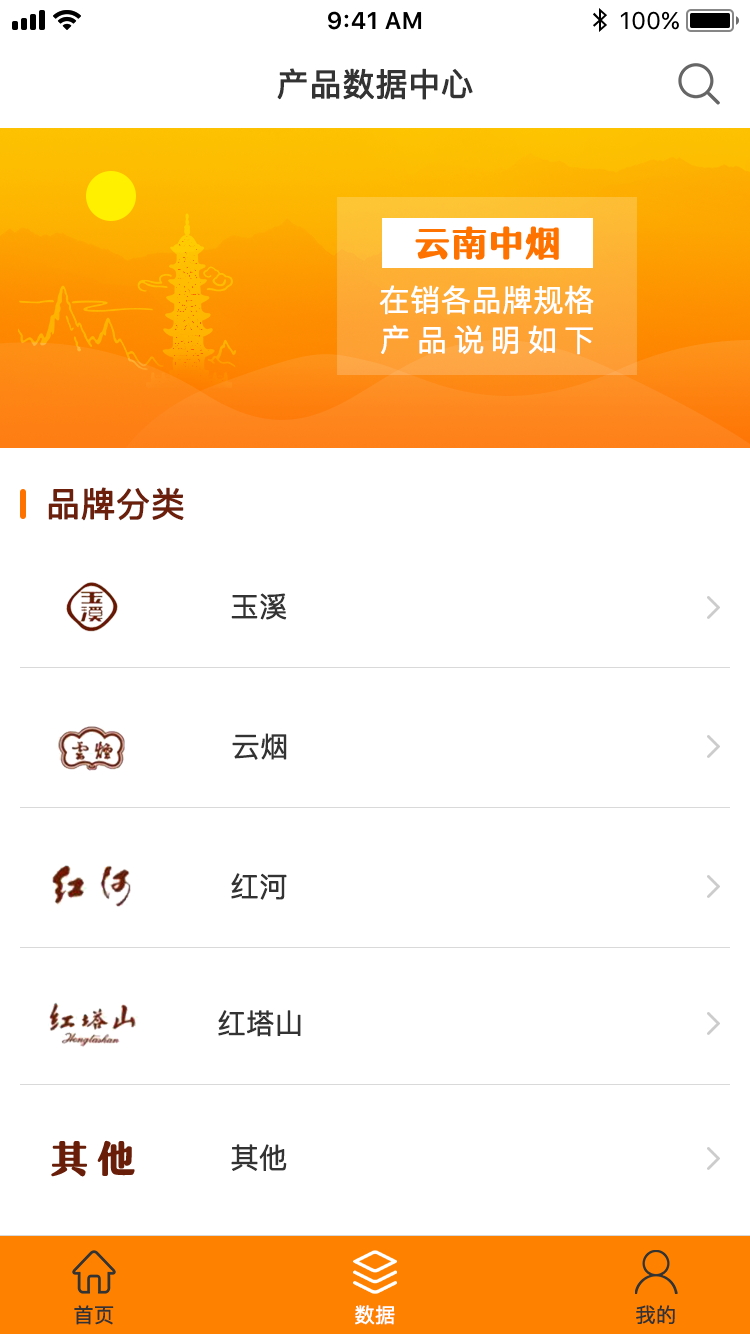 9:41 AM
100%
产品数据中心
云南中烟
在销各品牌规格
产品说明如下
品牌分类
玉溪
玉溪
雲煙
云烟
红河
红河
红塔山
Hongtashan
红塔山
其他
其他
首页
数据
我的